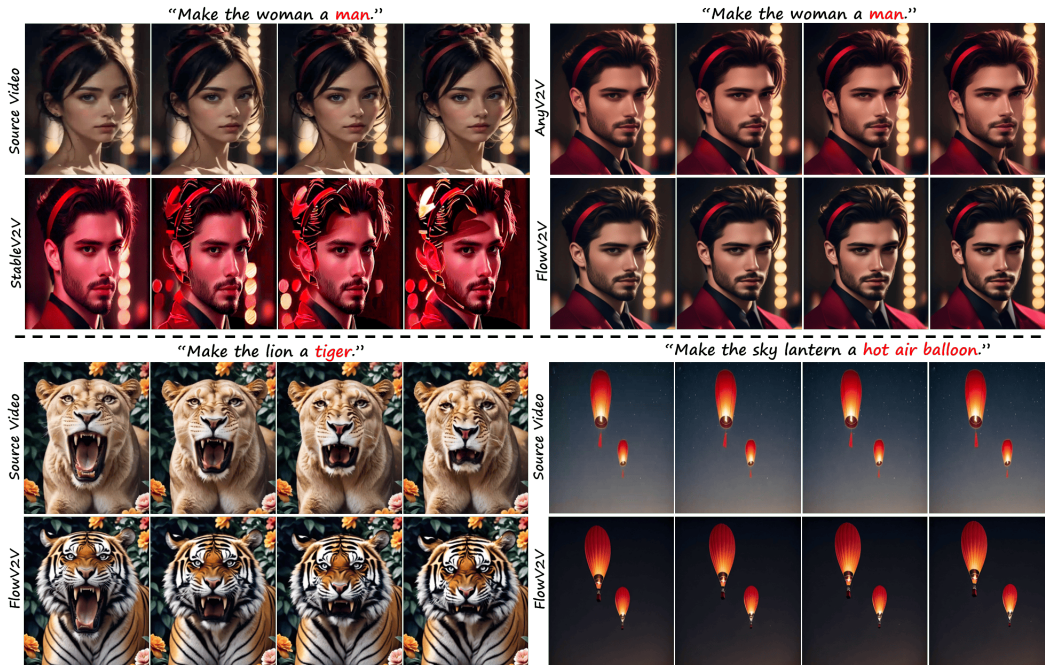 “Make the woman a man.”
“Make the woman a man.”
Source Video
AnyV2V
StableV2V
FlowV2V
“Make the lion a tiger.”
“Make the sky lantern a hot air balloon.”
Source Video
Source Video
FlowV2V
FlowV2V